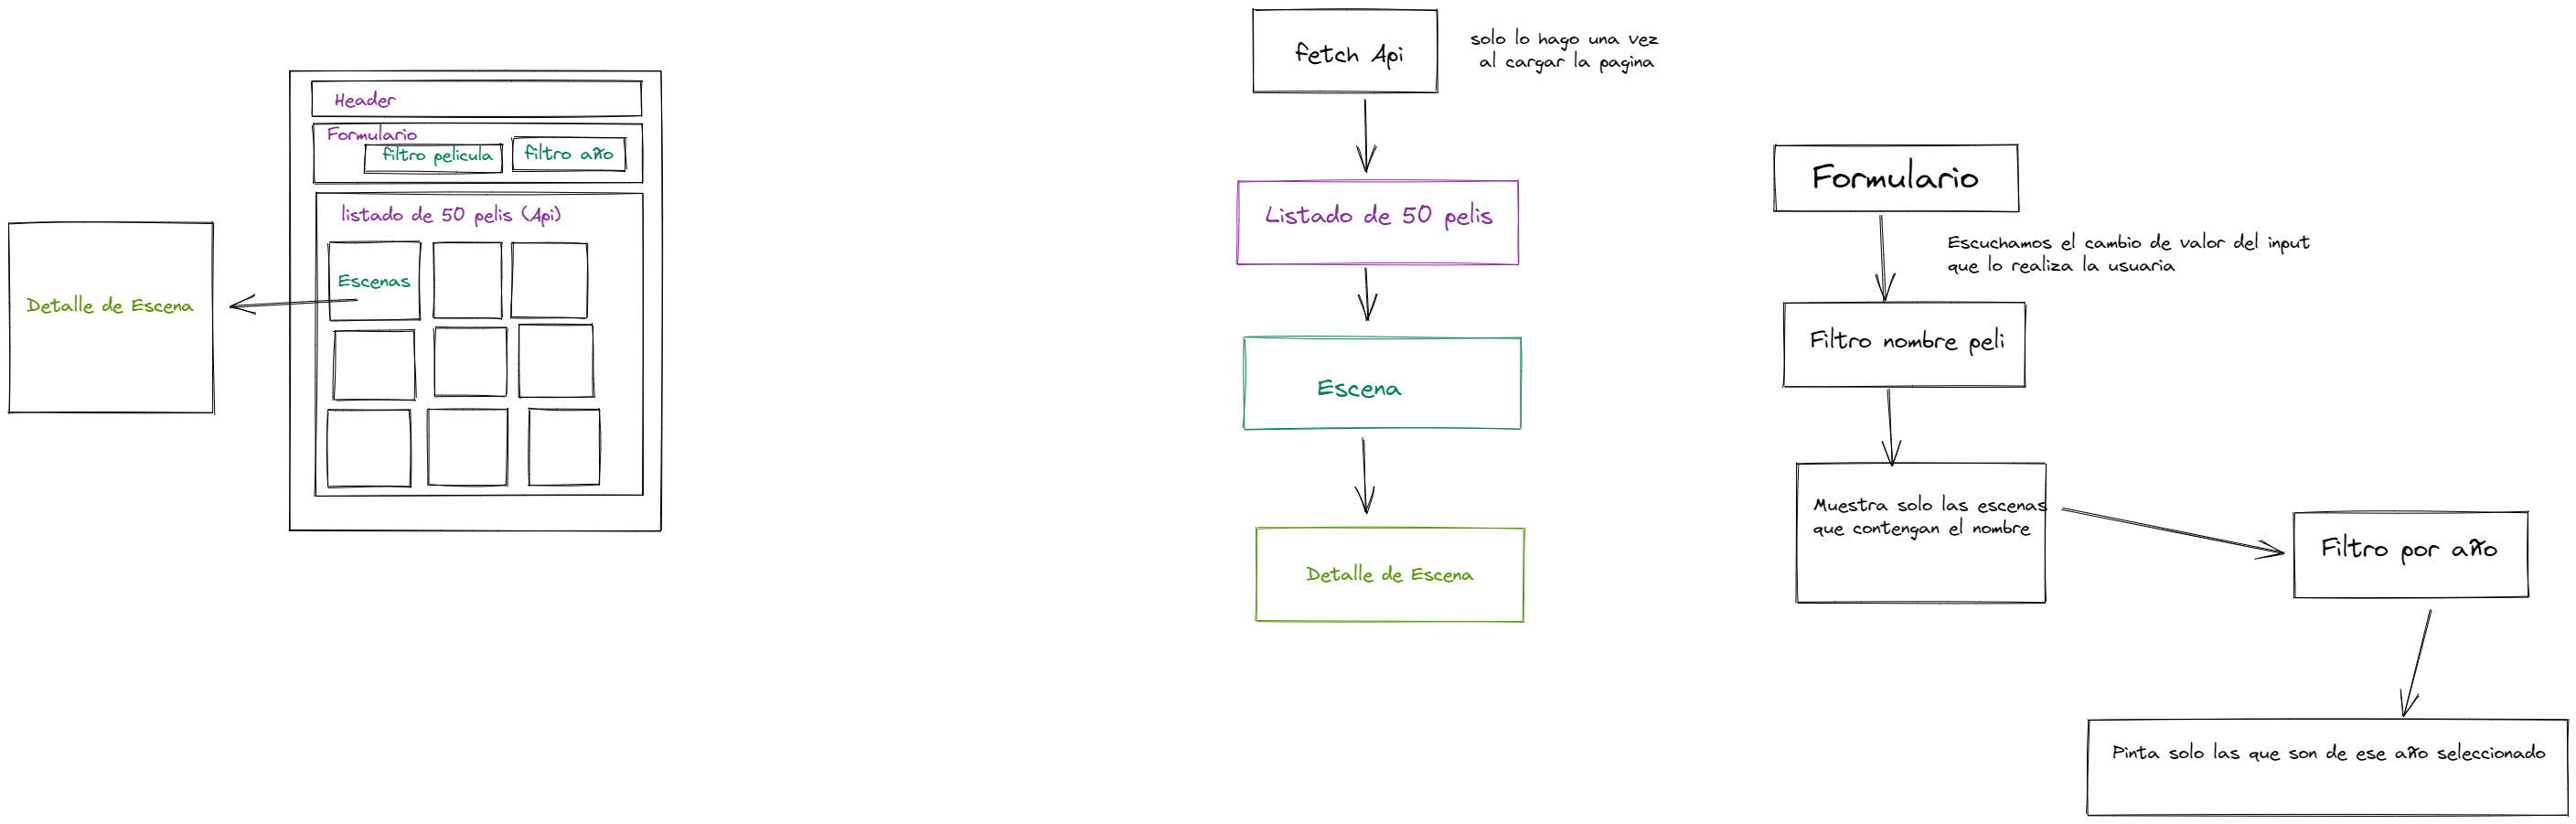 Header
Formulario
filtro pelicula
filtro año
listado de 50 pelis (Api)
Escenas
Detalle de Escena
fetch Api
solo lo hago una vez
al cargar la pagina
Listado de 50 pelis
Escena
Detalle de Escena
Formulario
Escuchamos el cambio de valor del input
que lo realiza la usuaria
Filtro nombre peli
Muestra solo las escenas
que contengan el nombre
Filtro por año
Pinta solo las que son de ese año seleccionado